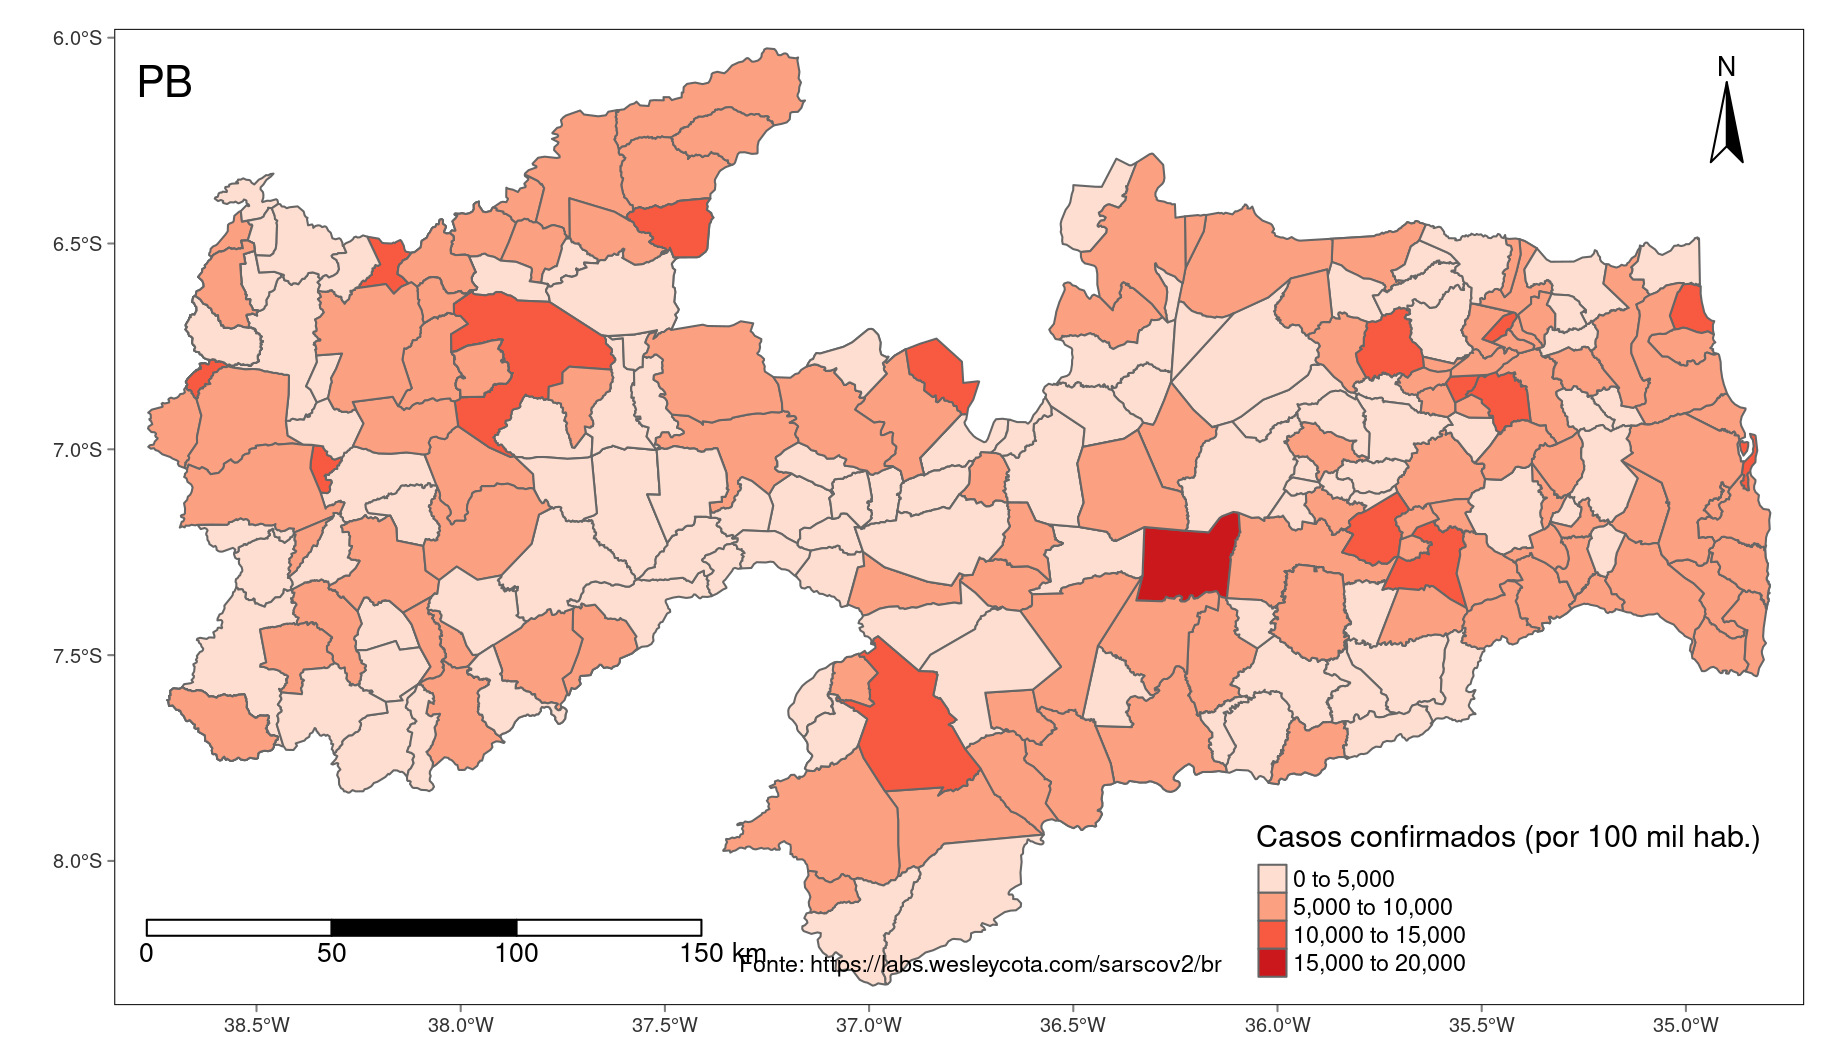 6.0°S
PB
N
6.5°S
7.0°S
7.5°S
8.0°S
Casos confirmados (por 100 mil hab.)
0 to 5,000
5,000 to 10,000
10,000 to 15,000
15,000 to 20,000
0 50 100 150 km
Fonte: https://labs.wesleycota.com/sarscov2/br
38.5°W 38.0°W 37.5°W 37.0°W 36.5°W 36.0°W 35.5°W 35.0°W